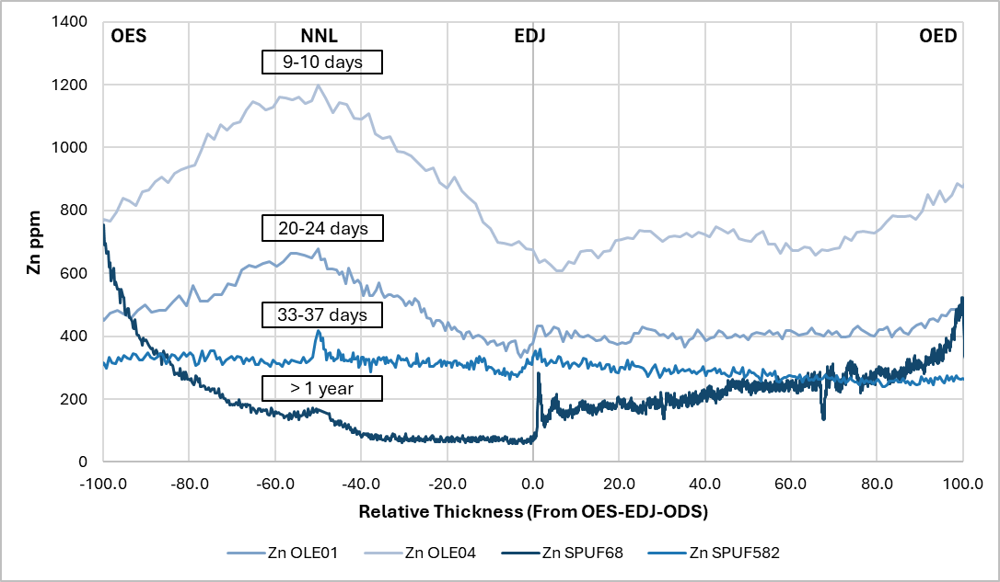 1400
1200
1000
800
600
400
200
0
Zn ppm
OES NNL EDJ OED
9-10 days
20-24 days
33-37 days
> 1 year
-100.0 -80.0 -60.0 -40.0 -20.0 0.0 20.0 40.0 60.0 80.0 100.0
Relative Thickness (From OES-EDJ-ODS)
Zn OLE01 Zn OLE04 Zn SPUF68 Zn SPUF582